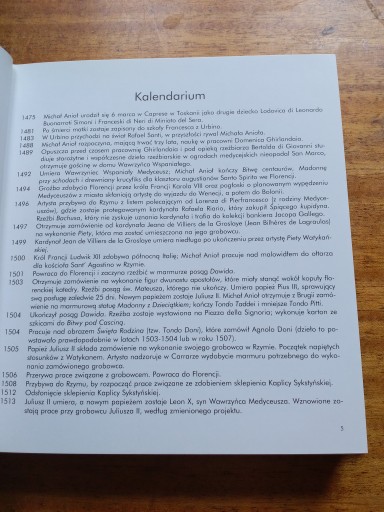 Kalendarium
1475 Michał Anioł urodził się 6 marca w Caprese w Toskanii jako drugie dziecko Lodovica di Leonardo
Buonarroti Simoni i Franceski di Neri di Miniato del Sera.
1481 Po śmierci matki zostaje zapisany do szkoły Francesca z Urbino.
1483 W Urbino przychodzi na świat Rafael Santi, w przyszłości rywal Michała Anioła.
1488 Michał Anioł rozpoczyna, mając lat trzy lata, naukę w pracowni Domenica Ghirlandaia.
1489 Opuszcza przed czasem pracownię Ghirlandaia i pod opieką rzeźbiarza Bertolda di Giovanni studiuje
starożytne i współczesne dzieła rzeźbiarskie w ogrodach medycejskich nieopodal San Marco,
otrzymuje gościnę w domu Wawrzyńca Wspaniałego.
1492 Umiera Wawrzyniec Wspaniały Medyceusz; Michał Anioł kończy Bitwę centaurów, Madonnę
przy schodach i drewniany krucyfiks dla klasztoru augustianów Santo Spirito we Florencji.
1494 Groźba zdobycia Florencji przez króla Francji Karola VIII oraz pogłoski o planowanym wypędzeniu
Medyceuszy z miasta skłaniają artystę do wyjazdu do Wenecji, a potem do Bolonii.
1496 Artysta przybywa do Rzymu z listem polecającym od Lorenza di Pierfrancesco (z rodziny Medyceuszów),
gdzie zostaje protegowanym kardynała Rafaela Riario, który zakupił Śpiącego kupidyna.
Rzeźbi Bachusa, który nie zyskuje uznania kardynała i trafia do kolekcji bankiera Jacopa Gallego.
1497 Otrzymuje zamówienie od kardynała Jeana de Villiers de la Groslaye (Jean Bilhères de Lagraulas)
na wykonanie Piety, która ma zostać umieszczona na jego grobowcu.
1499 Kardynał Jean de Villiers de la Groslaye umiera niedługo po ukończeniu przez artystę Piety Watykańskiej.
1500 Król Francji Ludwik XII zdobywa północną Italię; Michał Anioł pracuje nad malowidłem do ołtarza
dla kościoła Sant' Agostino w Rzymie.
1501 Powraca do Florencji i zaczyna rzeźbić w marmurze posąg Dawida.
1503 Otrzymuje zamówienie na wykonanie figur dwunastu apostołów, które miały stanąć wokół kopuły florenckiej
katedry. Rzeźbi posąg św. Mateusza, którego nie ukończy. Umiera papież Pius III, sprawujący
swą posługę zaledwie 25 dni. Nowym papieżem zostaje Juliusz II. Michał Anioł otrzymuje z Brugii zamówienie
na marmurową statuę Madonny z Dzieciątkiem, kończy Tondo Taddei i mniejsze Tondo Pitti.
1504 Ukończył posąg Dawida. Rzeźba zostaje wystawiona na Piazza della Signoria; wykonuje karton ze
szkicami do Bitwy pod Cascina.
1504 Pracuje nad obrazem Święta Rodzina (tzw. Tondo Doni), które zamówił Agnolo Doni (dzieło to powstawało
prawdopodobnie w latach 1503-1504 lub w roku 1507).
1505 Papież Juliusz II składa zamówienie na wykonanie swojego grobowca w Rzymie. Początek napiętych
stosunków z Watykanem. Artysta nadzoruje w Carrarze wydobycie marmuru potrzebnego do wykonania
zamówionego grobowca.
1506 Przerywa prace związane z grobowcem. Powraca do Florencji.
1508 Przybywa do Rzymu, by rozpocząć prace związane ze zdobieniem sklepienia Kaplicy Sykstyńskiej.
1512 Odsłonięcie sklepienia Kaplicy Sykstyńskiej.
1513 Juliusz II umiera, a nowym papieżem zostaje Leon X, syn Wawrzyńca Medyceusza. Wznowione zostają
prace przy grobowcu Juliusza II, według zmienionego projektu.
5